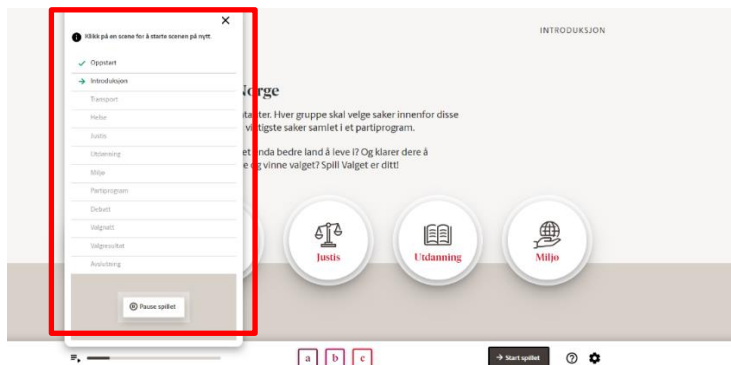 Klikk på en scene for å starte scenen på nytt.
Oppstart
Introduksjon
Transport
Helse
Justis
Utdanning
Miljø
Partiprogram
Debatt
Valgnatt
Valgresultat
Avslutning
Pause spillet
INTRODUKSJON
Norge
Hver gruppe skal velge saker innenfor disse
viktigste saker samlet i et partiprogram.
et enda bedre land å leve i? Og klarer dere å
e og vinne valget? Spill Valget er ditt!
Justis
Utdanning
Miljø
a b c
→ Start spillet